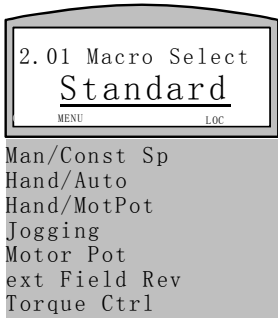 2.01 Macro Select
Standard
MENU LOC
Man/Const Sp
Hand/Auto
Hand/MotPot
Jogging
Motor Pot
ext Field Rev
Torque Ctrl